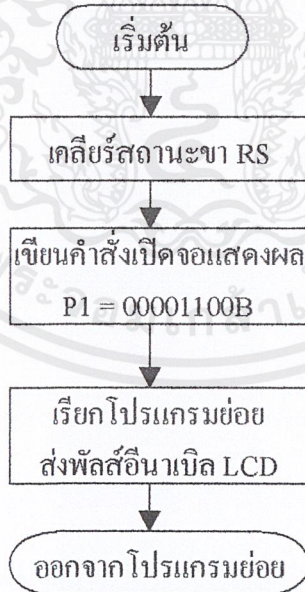 เริ่มต้น
เคลียร์สถานะขา RS
เขียนคำสั่งเปิดจอแสดงผล
P1 = 00001100B
เรียกโปรแกรมย่อย
ส่งพัลส์อีนาเบิล LCD
ออกจากโปรแกรมย่อย